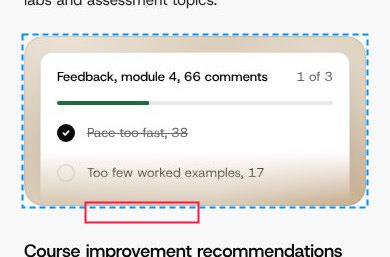 labs and assessment topics.
Feedback, module 4, 66 comments 1 of 3
Pace too fast, 38
Too few worked examples, 17
Course improvement recommendations